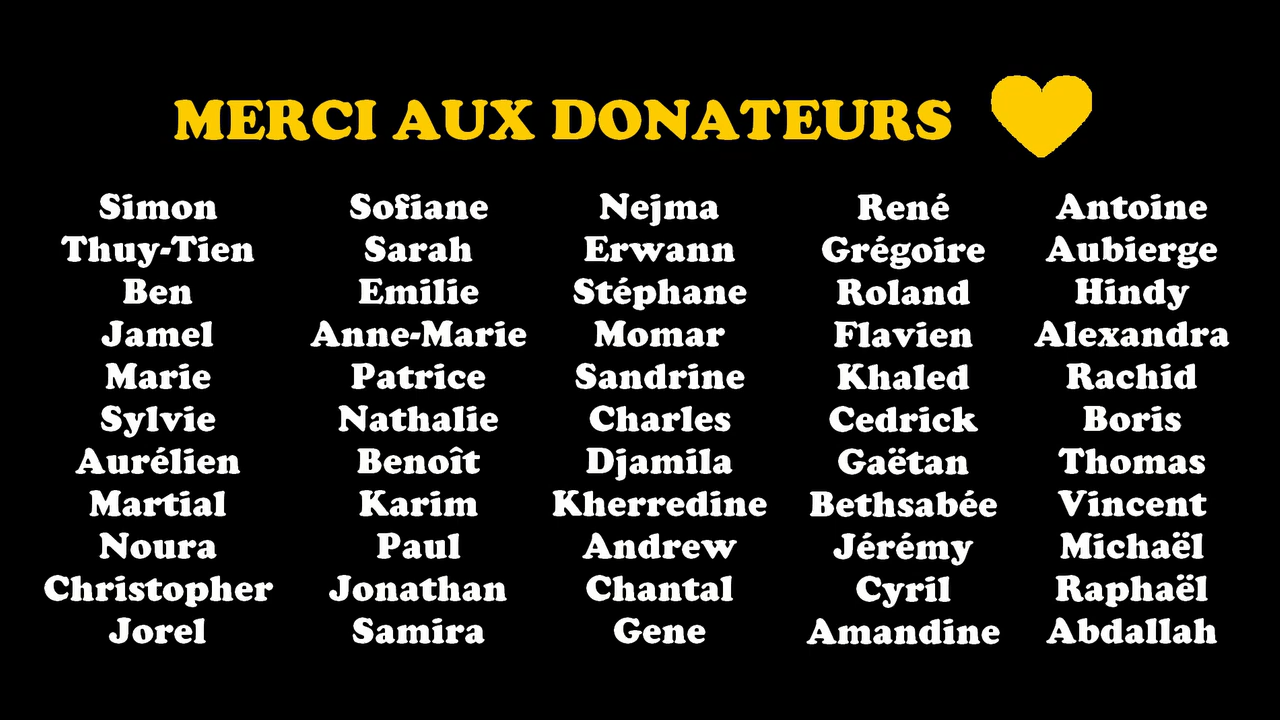 MERCI AUX DONATEURS
Simon Sofiane Nejma René Antoine
Thuy-Tien Sarah Erwann Grégoire Aubierge
Ben Emilie Stéphane Roland Hindy
Jamel Anne-Marie Momar Flavien Alexandra
Marie Patrice Sandrine Khaled Rachid
Sylvie Nathalie Charles Cedrick Boris
Aurélien Benoît Djamila Gaëtan Thomas
Martial Karim Kherredine Bethsabée Vincent
Noura Paul Andrew Jérémy Michaël
Christopher Jonathan Chantal Cyril Raphaël
Jorel Samira Gene Amandine Abdallah